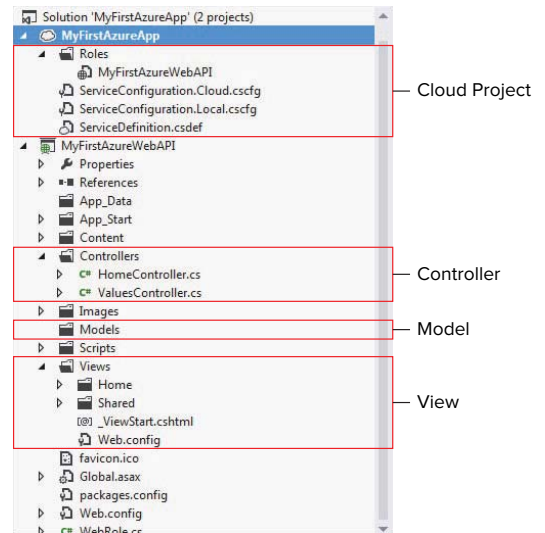 Solution 'MyFirstAzureApp' (2 projects)
MyFirstAzureApp
Roles
MyFirstAzureWebAPI
ServiceConfiguration.Cloud.cscfg
ServiceConfiguration.Local.cscfg
ServiceDefinition.csdef
Cloud Project
MyFirstAzureWebAPI
Properties
References
App_Data
App_Start
Content
Controllers
C# HomeController.cs
C# ValuesController.cs
Controller
Images
Models
Model
Scripts
Views
Home
Shared
[@] _ViewStart.cshtml
Web.config
View
favicon.ico
Global.asax
packages.config
Web.config
C# WebRole.cs